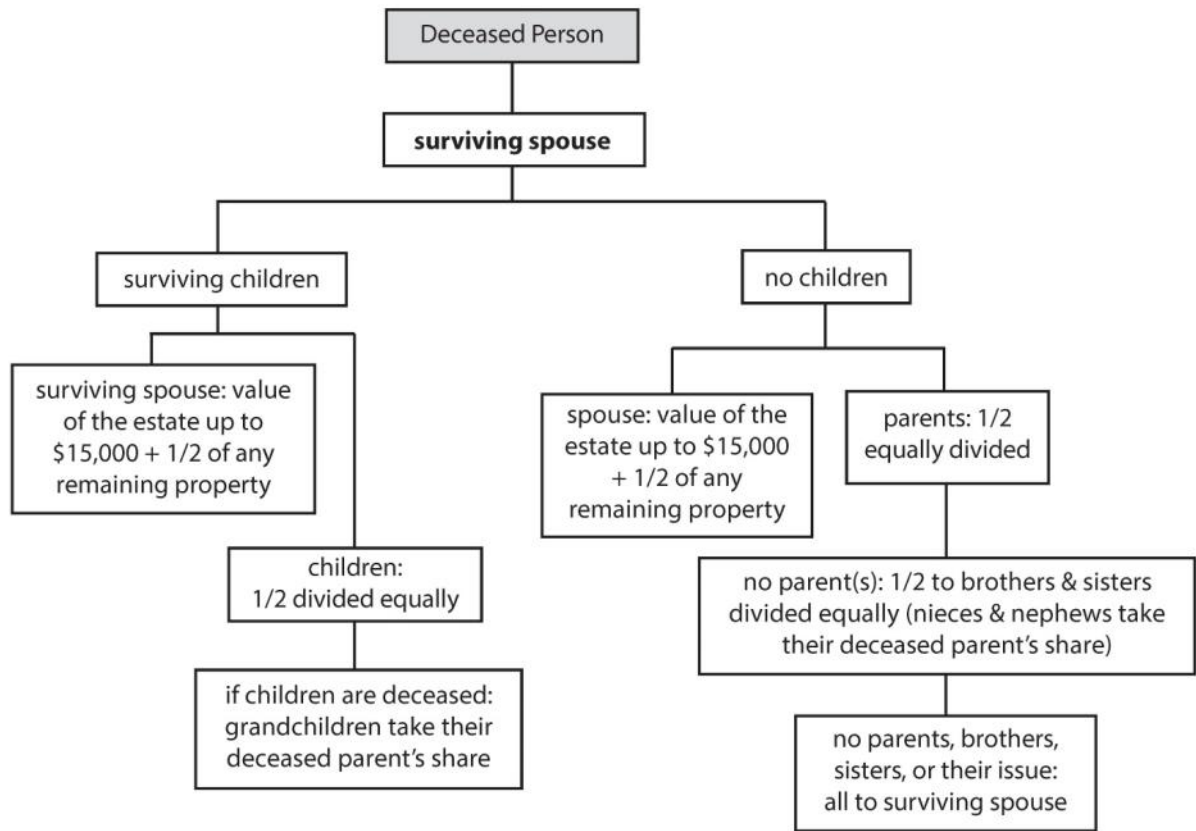 Deceased Person
surviving spouse
surviving children
no children
surviving spouse: value
of the estate up to
$15,000 + 1/2 of any
remaining property
children:
1/2 divided equally
if children are deceased:
grandchildren take their
deceased parent's share
spouse: value of the
estate up to $15,000
+ 1/2 of any
remaining property
parents: 1/2
equally divided
no parent(s): 1/2 to brothers & sisters
divided equally (nieces & nephews take
their deceased parent's share)
no parents, brothers,
sisters, or their issue:
all to surviving spouse